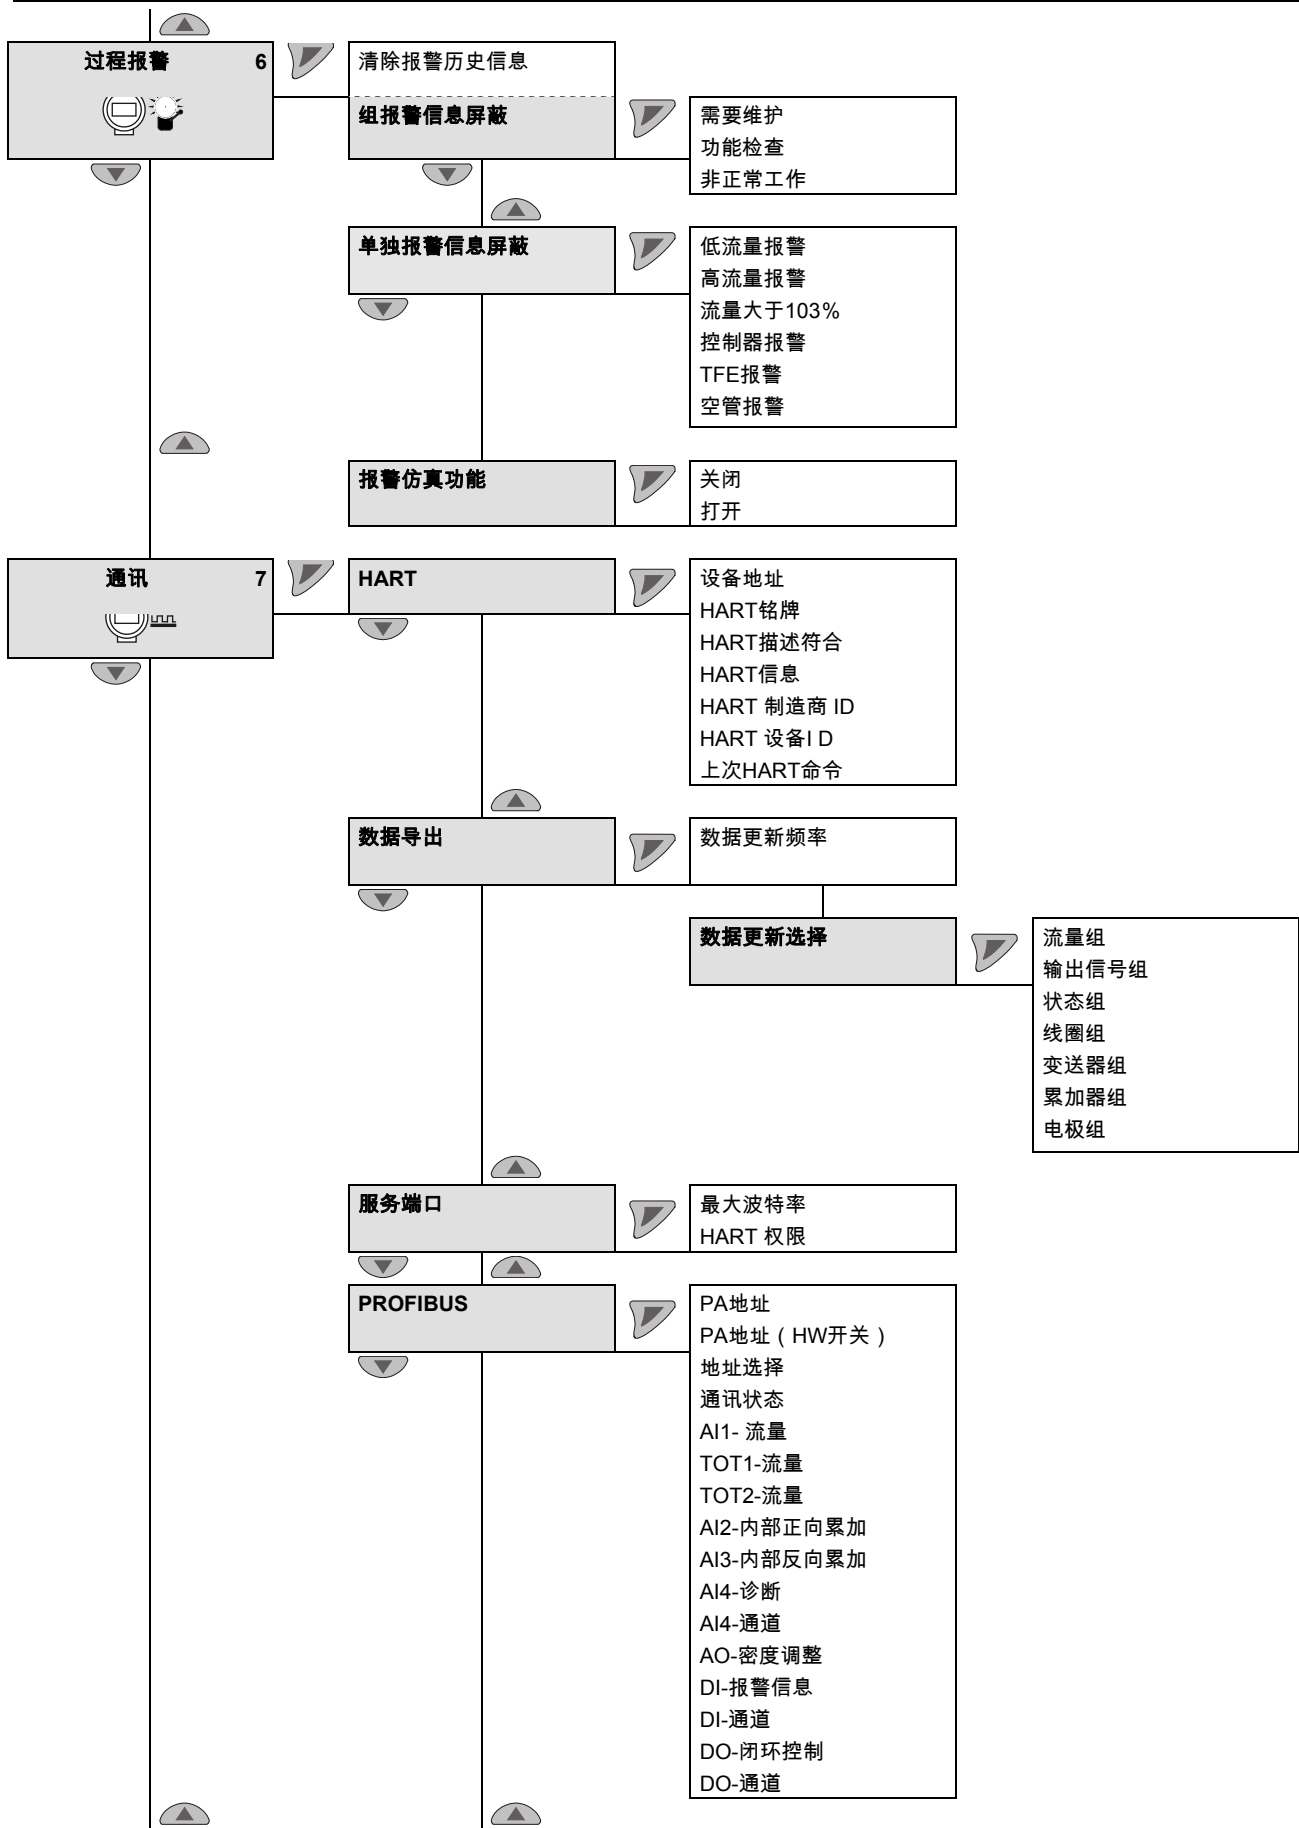 过程报警 6
清除报警历史信息
组报警信息屏蔽
需要维护
功能检查
非正常工作
单独报警信息屏蔽
低流量报警
高流量报警
流量大于103%
控制器报警
TFE报警
空管报警
报警仿真功能
关闭
打开
通讯 7
HART
设备地址
HART铭牌
HART描述符合
HART信息
HART 制造商 ID
HART 设备I D
上次HART命令
数据导出
数据更新频率
数据更新选择
流量组
输出信号组
状态组
线圈组
变送器组
累加器组
电极组
服务端口
最大波特率
HART 权限
PROFIBUS
PA地址
PA地址（HW开关）
地址选择
通讯状态
AI1- 流量
TOT1-流量
TOT2-流量
AI2-内部正向累加
AI3-内部反向累加
AI4-诊断
AI4-通道
AO-密度调整
DI-报警信息
DI-通道
DO-闭环控制
DO-通道